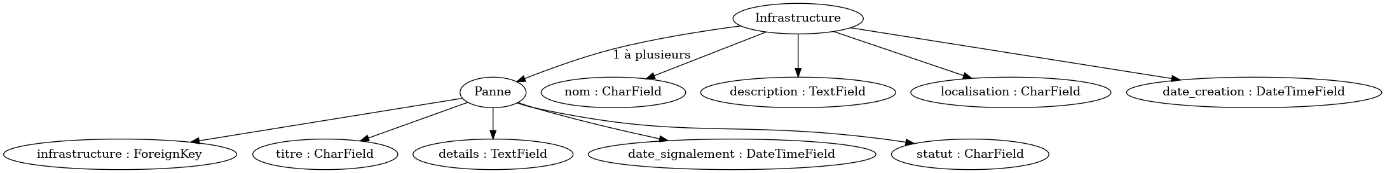 Infrastructure
1 à plusieurs
Panne
nom : CharField
description : TextField
localisation : CharField
date_creation : DateTimeField
infrastructure : ForeignKey
titre : CharField
details : TextField
date_signalement : DateTimeField
statut : CharField